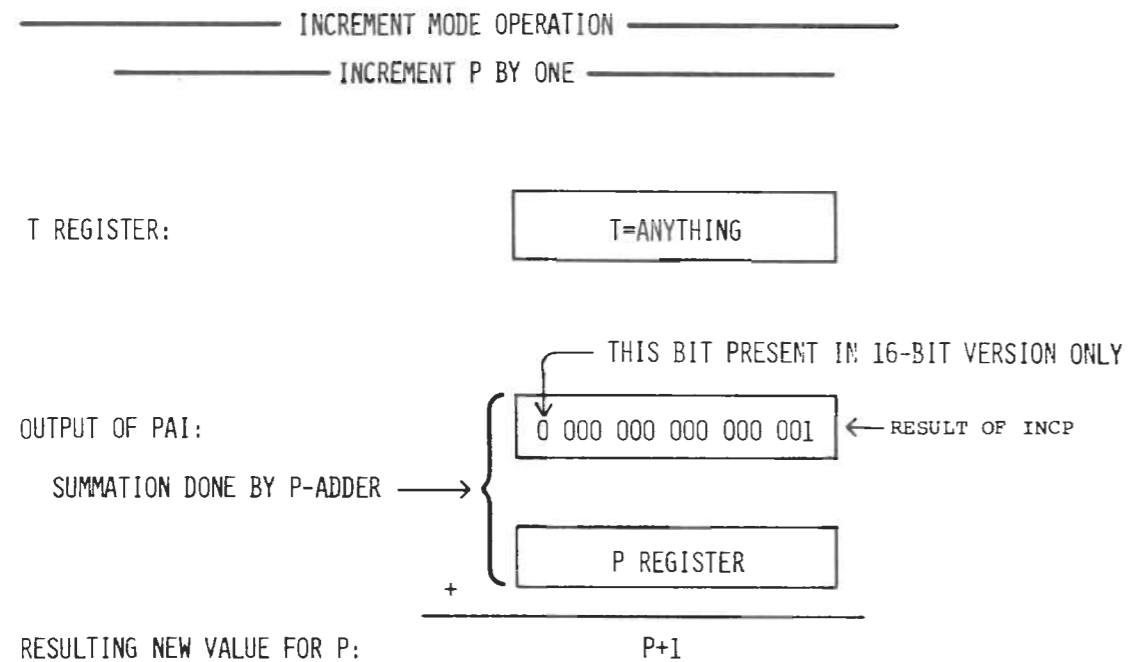 INCREMENT MODE OPERATION
INCREMENT P BY ONE
T REGISTER:
T=ANYTHING
THIS BIT PRESENT IN 16-BIT VERSION ONLY
OUTPUT OF PAI:
0 000 000 000 000 001
RESULT OF INCP
SUMMATION DONE BY P-ADDER
P REGISTER
+
RESULTING NEW VALUE FOR P:
P+1